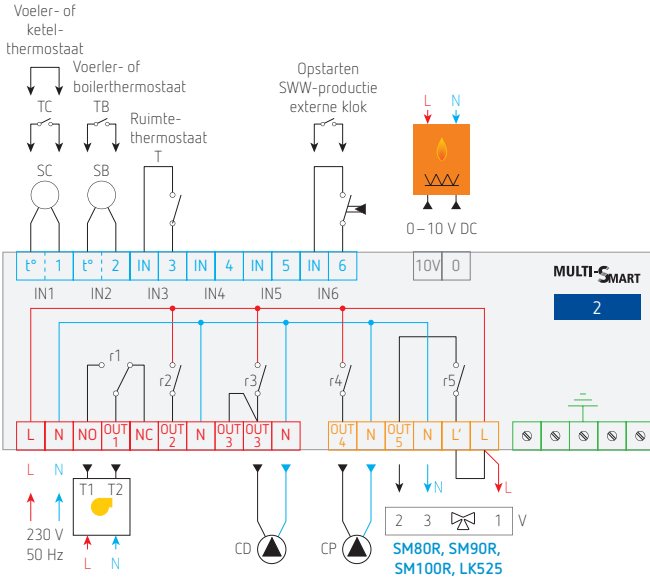 Voeler- of
ketel-
thermostaat
Voerler- of
boilerthermostaat
Opstarten
SWW-productie
externe klok
TC
TB
Ruimte-
thermostaat
T
L N
SC
SB
0–10 V DC
t° 1 t° 2 IN 3 IN 4 IN 5 IN 6 10V 0
IN1 IN2 IN3 IN4 IN5 IN6
MULTI-SMART
2
r1 r2 r3 r4 r5
L N NO OUT 1 NC OUT 2 N OUT 3 OUT 3 N OUT 4 N OUT 5 N L' L
L N T1 T2 N L
230 V
50 Hz
L N
CD
CP
2 3 1 V
SM80R, SM90R,
SM100R, LK525